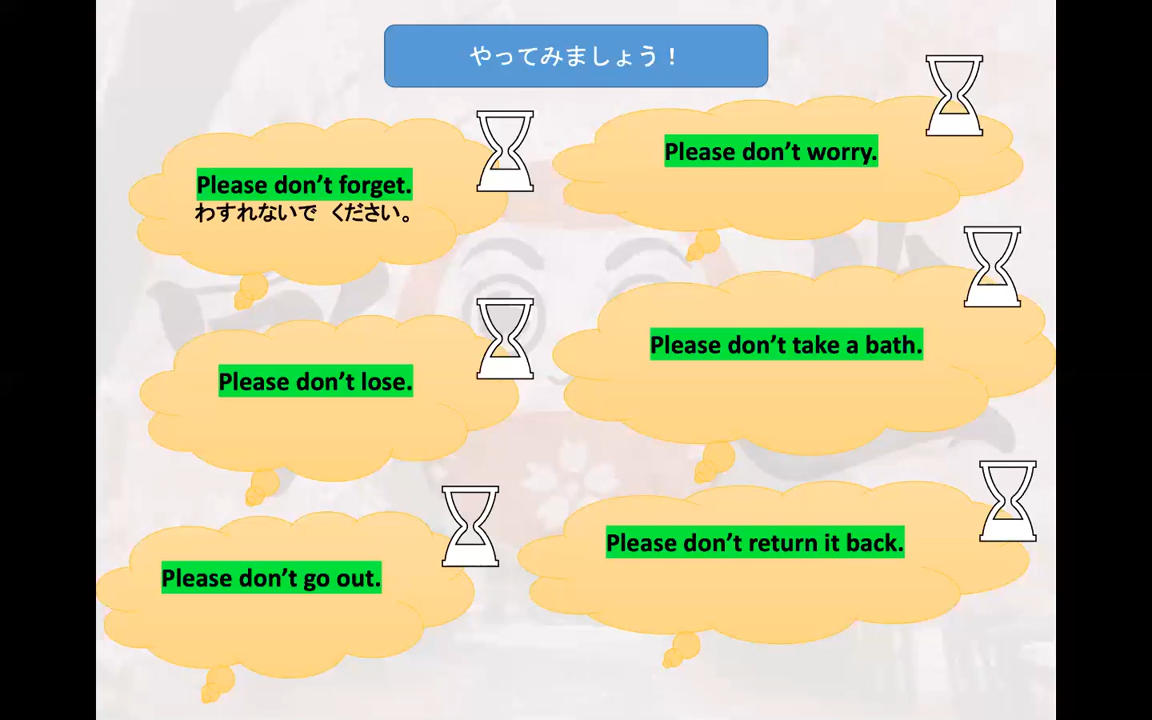 やってみましょう！
Please don’t forget.
わすれないで ください。
Please don’t worry.
Please don’t lose.
Please don’t take a bath.
Please don’t go out.
Please don’t return it back.